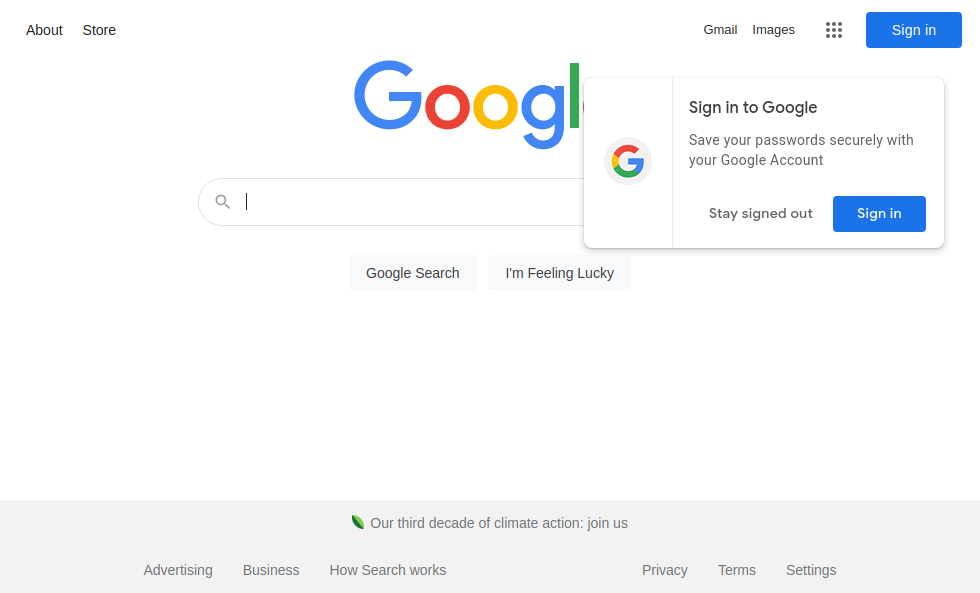 About Store
Gmail Images
Sign in
Googl
Sign in to Google
Save your passwords securely with
your Google Account
Stay signed out
Sign in
Google Search
I'm Feeling Lucky
Our third decade of climate action: join us
Advertising Business How Search works
Privacy Terms Settings